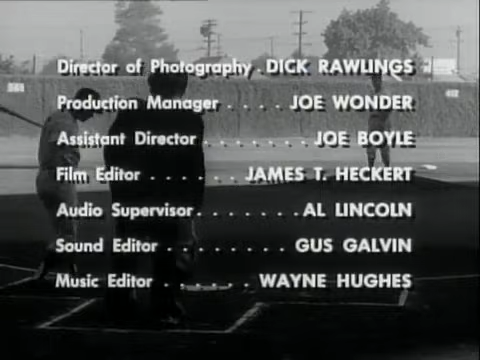 Director of Photography . DICK RAWLINGS
Production Manager . . . . JOE WONDER
Assistant Director . . . . . . . JOE BOYLE
Film Editor . . . . . . JAMES T. HECKERT
Audio Supervisor . . . . . . . AL LINCOLN
Sound Editor . . . . . . . . GUS GALVIN
Music Editor . . . . . . WAYNE HUGHES